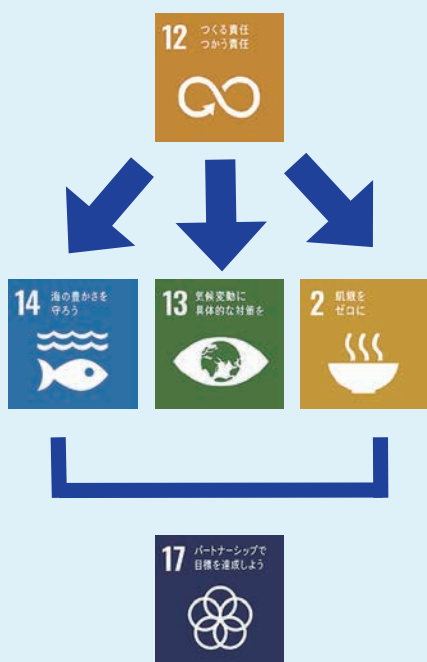 12 つくる責任
つかう責任
14 海の豊かさを
守ろう
13 気候変動に
具体的な対策を
2 飢餓を
ゼロに
17 パートナーシップで
目標を達成しよう